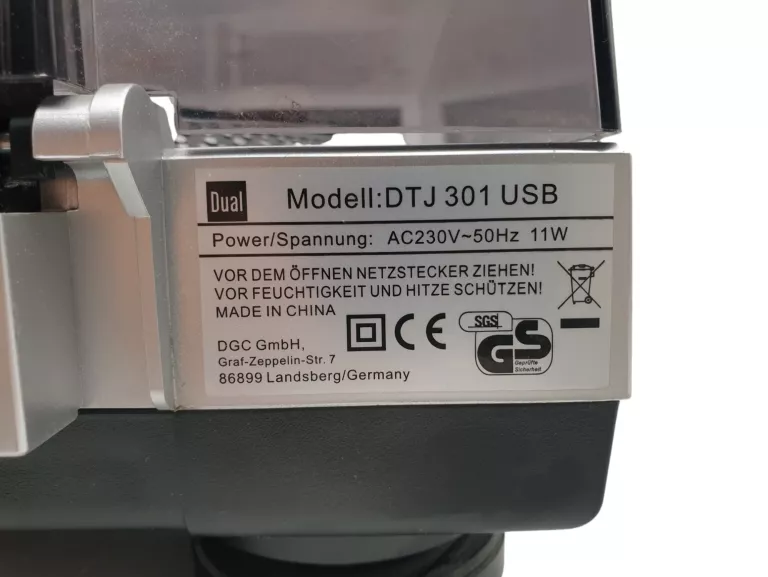 Dual
Modell:DTJ 301 USB
Power/Spannung: AC230V~50Hz 11W
VOR DEM ÖFFNEN NETZSTECKER ZIEHEN!
VOR FEUCHTIGKEIT UND HITZE SCHÜTZEN!
MADE IN CHINA
DGC GmbH,
Graf-Zeppelin-Str. 7
86899 Landsberg/Germany
CE
SGS
GS
Geprüfte
Sicherheit